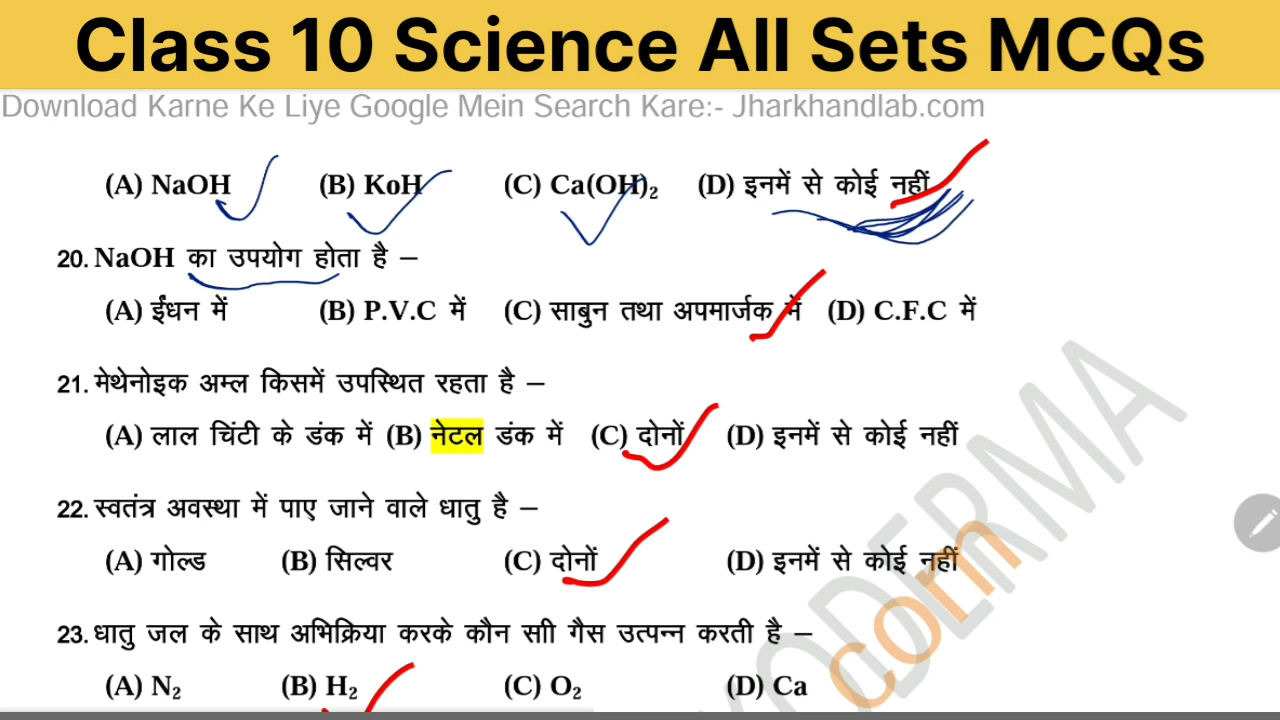 Class 10 Science All Sets MCQs
Download Karne Ke Liye Google Mein Search Kare:- Jharkhandlab.com
(A) NaOH (B) KoH (C) Ca(OH)₂ (D) इनमें से कोई नहीं
20. NaOH का उपयोग होता है –
(A) ईंधन में (B) P.V.C में (C) साबुन तथा अपमार्जक में (D) C.F.C में
21. मेथेनोइक अम्ल किसमें उपस्थित रहता है –
(A) लाल चिंटी के डंक में (B) नेटल डंक में (C) दोनों (D) इनमें से कोई नहीं
22. स्वतंत्र अवस्था में पाए जाने वाले धातु है –
(A) गोल्ड (B) सिल्वर (C) दोनों (D) इनमें से कोई नहीं
23. धातु जल के साथ अभिक्रिया करके कौन साी गैस उत्पन्न करती है –
(A) N₂ (B) H₂ (C) O₂ (D) Ca
KODERMA
com